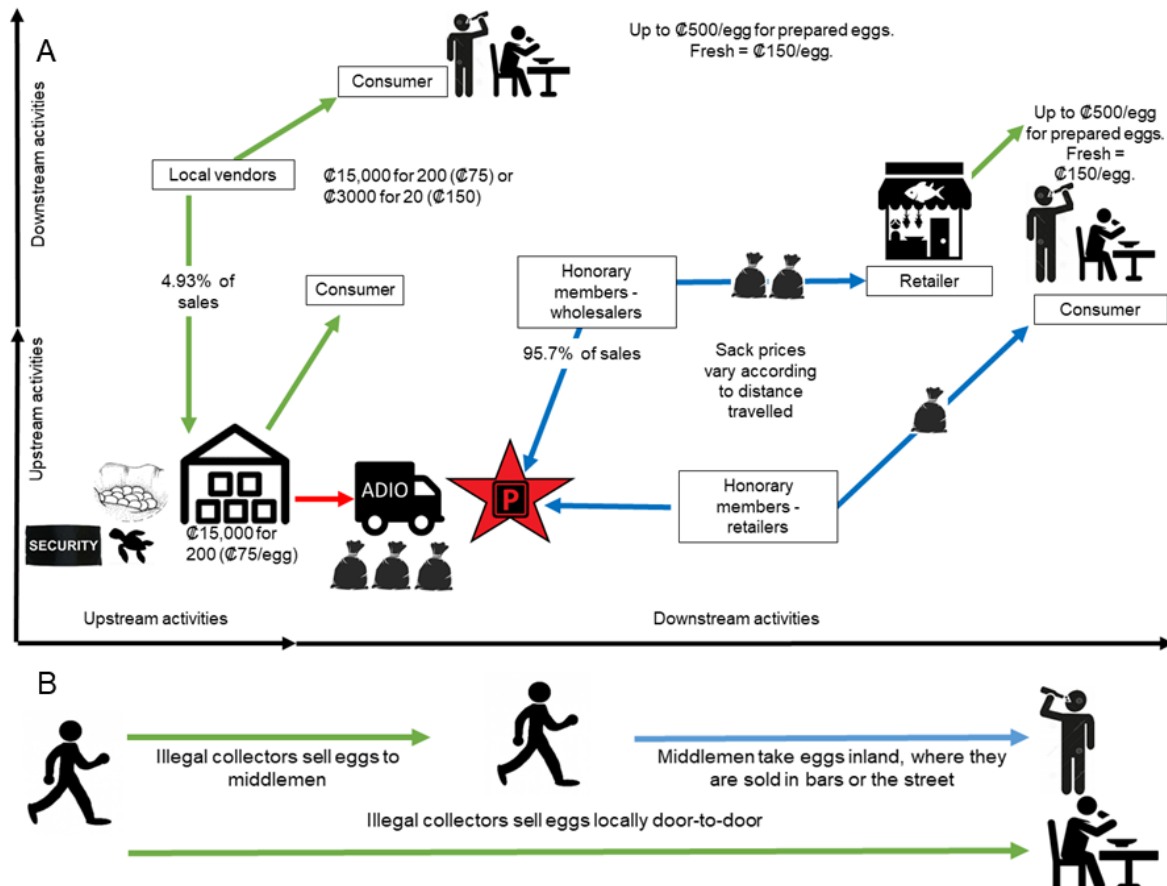 A
Up to ₡500/egg for prepared eggs.
Fresh = ₡150/egg.
Consumer
Up to ₡500/egg
for prepared eggs.
Fresh =
₡150/egg.
Local vendors
₡15,000 for 200 (₡75) or
₡3000 for 20 (₡150)
Downstream activities
4.93% of
sales
Consumer
Honorary
members -
wholesalers
Retailer
Consumer
95.7% of sales
Sack prices
vary according
to distance
travelled
Upstream activities
ADIO
P
Honorary
members -
retailers
SECURITY
₡15,000 for
200 (₡75/egg)
Upstream activities
Downstream activities
B
Illegal collectors sell eggs to
middlemen
Middlemen take eggs inland, where they
are sold in bars or the street
Illegal collectors sell eggs locally door-to-door